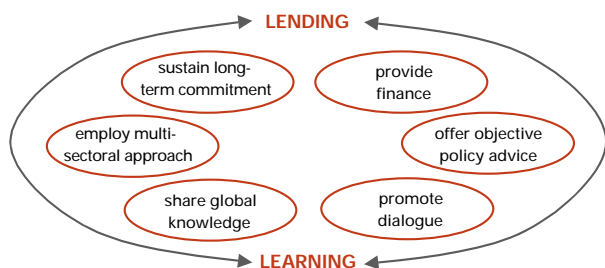 LENDING
sustain long-
term commitment
provide
finance
employ multi-
sectoral approach
offer objective
policy advice
share global
knowledge
promote
dialogue
LEARNING